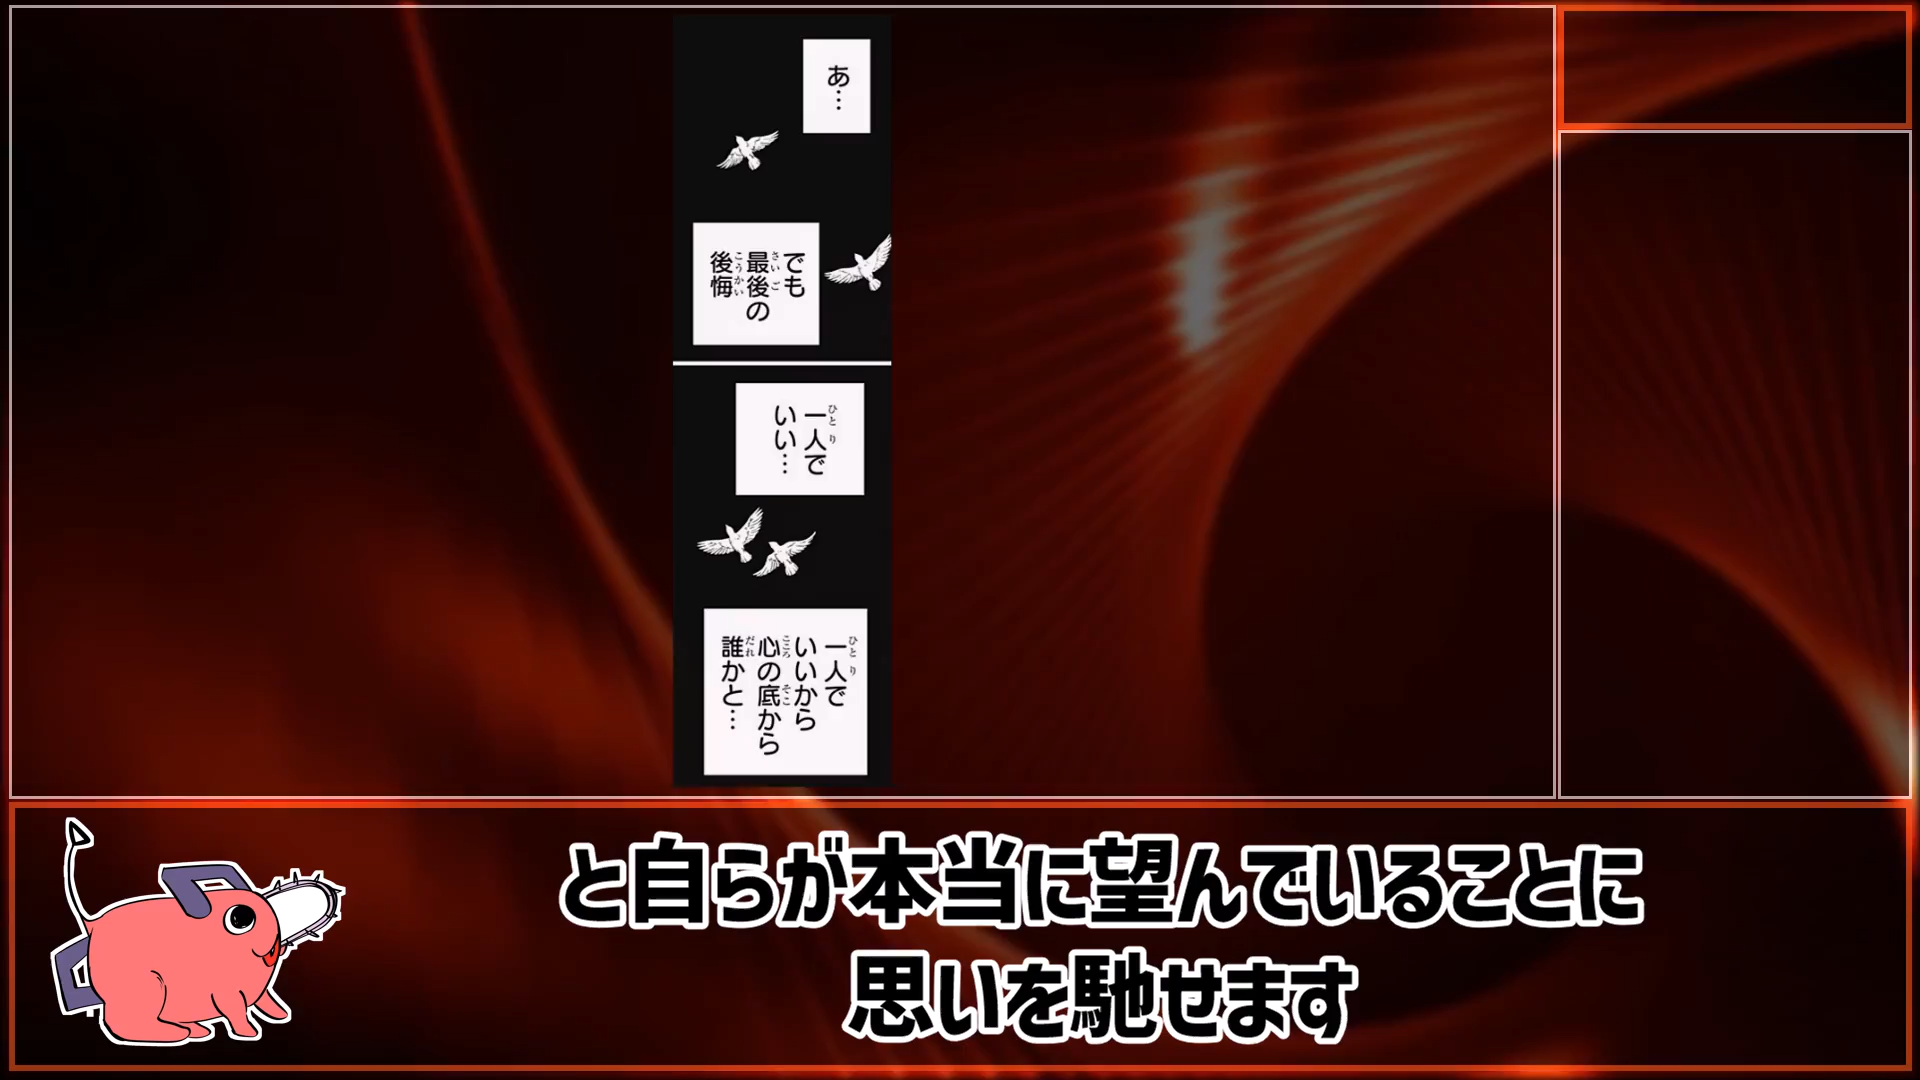 あ…
でも
最後の
後悔
一人で
いい…
一人で
いいから
心の底から
誰かと…
と自らが本当に望んでいることに
思いを馳せます